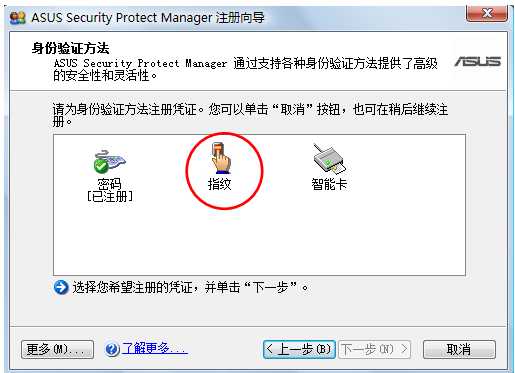 ASUS Security Protect Manager 注册向导
身份验证方法
ASUS Security Protect Manager 通过支持各种身份验证方法提供了高级
的安全性和灵活性。
ASUS
请为身份验证方法注册凭证。您可以单击“取消”按钮，也可在稍后继续注
册。
密码
[已注册]
指纹
智能卡
选择您希望注册的凭证，并单击“下一步”。
更多(M)...
了解更多...
< 上一步(B)
下一步(N) >
取消